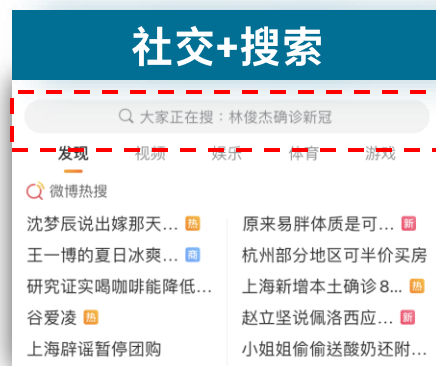 社交+搜索
大家正在搜：林俊杰确诊新冠
发现 视频 娱乐 体育 游戏
微博热搜
沈梦辰说出嫁那天... 热 原来易胖体质是可... 新
王一博的夏日冰爽... 商 杭州部分地区可半价买房
研究证实喝咖啡能降低... 上海新增本土确诊8... 热
谷爱凌 热 赵立坚说佩洛西应... 新
上海辟谣暂停团购 小姐姐偷偷送酸奶还附...